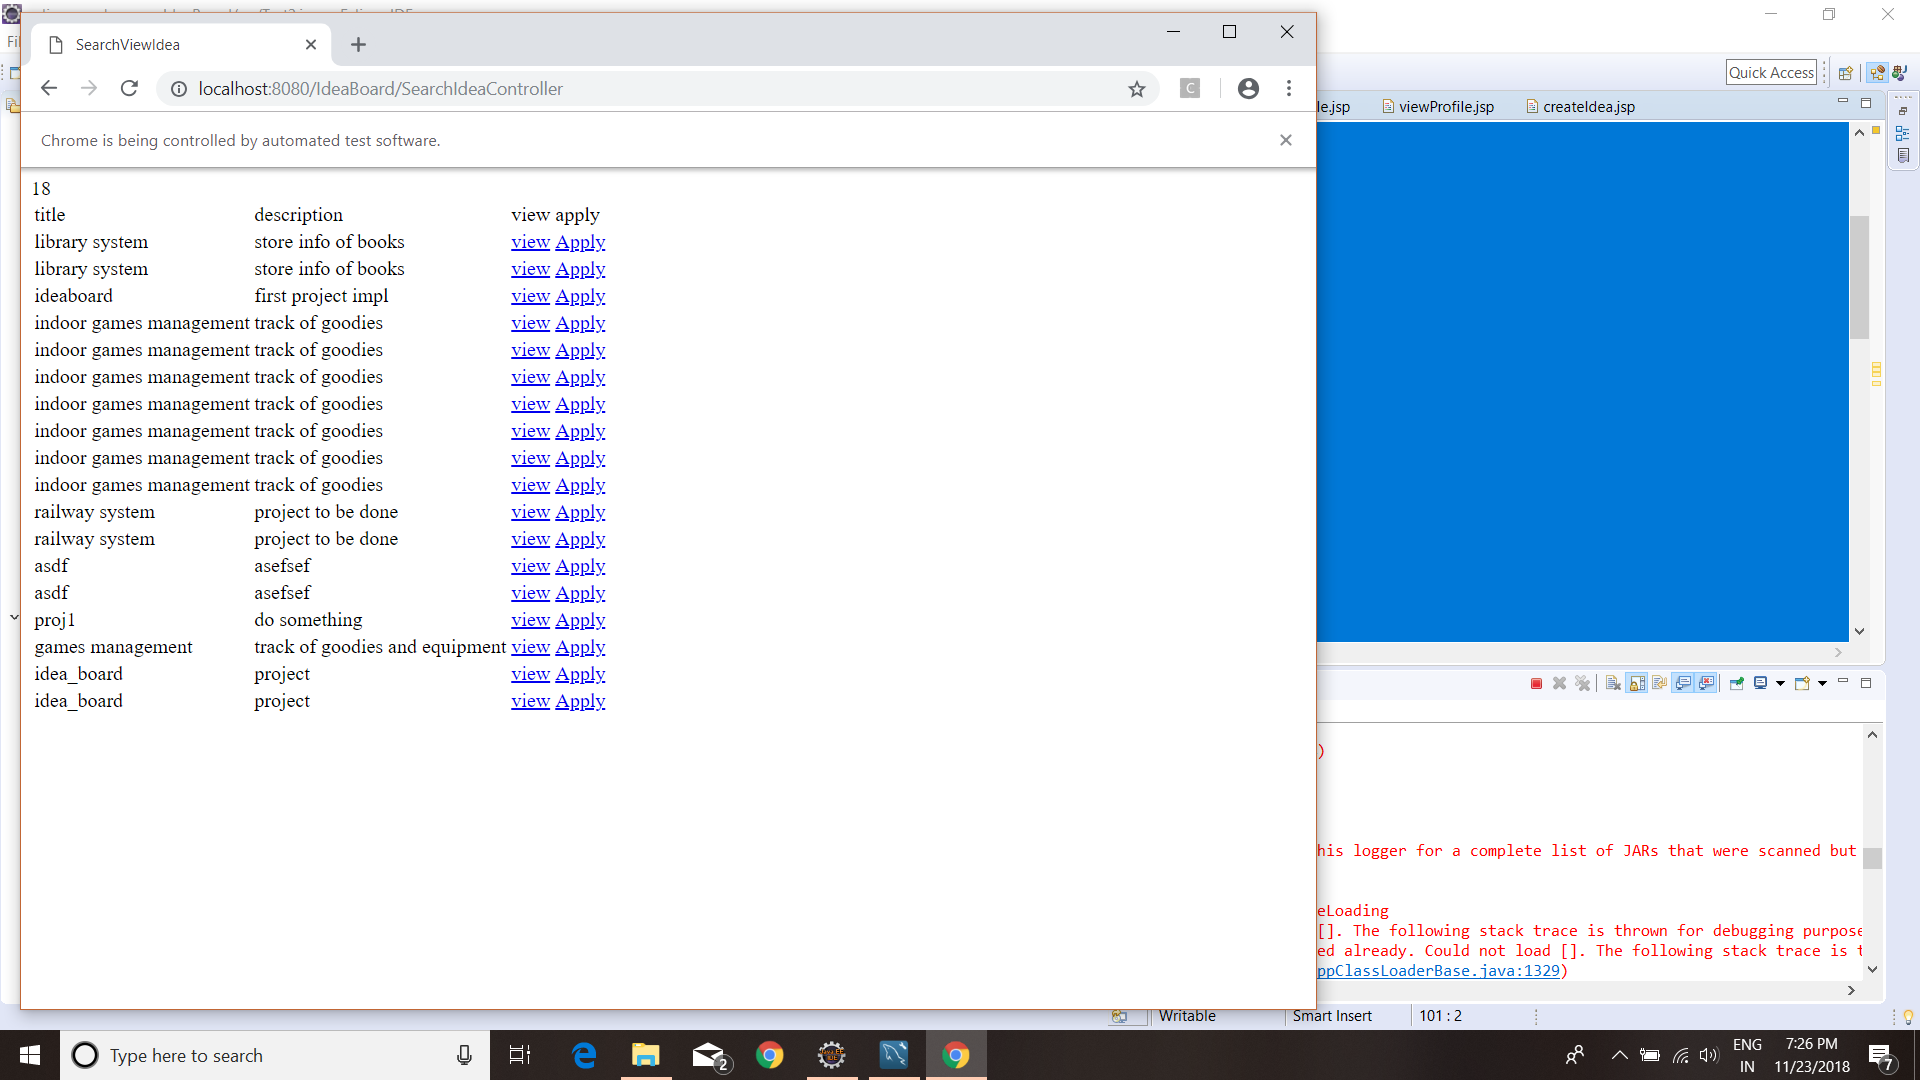 SearchViewIdea
localhost:8080/IdeaBoard/SearchIdeaController
C
Chrome is being controlled by automated test software.
18
title description view apply
library system store info of books view Apply
library system store info of books view Apply
ideaboard first project impl view Apply
indoor games management track of goodies view Apply
indoor games management track of goodies view Apply
indoor games management track of goodies view Apply
indoor games management track of goodies view Apply
indoor games management track of goodies view Apply
indoor games management track of goodies view Apply
indoor games management track of goodies view Apply
railway system project to be done view Apply
railway system project to be done view Apply
asdf asefsef view Apply
asdf asefsef view Apply
proj1 do something view Apply
games management track of goodies and equipment view Apply
idea_board project view Apply
idea_board project view Apply
Fi
Quick Access
le.jsp viewProfile.jsp createIdea.jsp
)
his logger for a complete list of JARs that were scanned but
eLoading
[]. The following stack trace is thrown for debugging purpose
ed already. Could not load []. The following stack trace is t
ppClassLoaderBase.java:1329)
Writable Smart Insert 101 : 2
Type here to search
2
ENG
IN
7:26 PM
11/23/2018
7